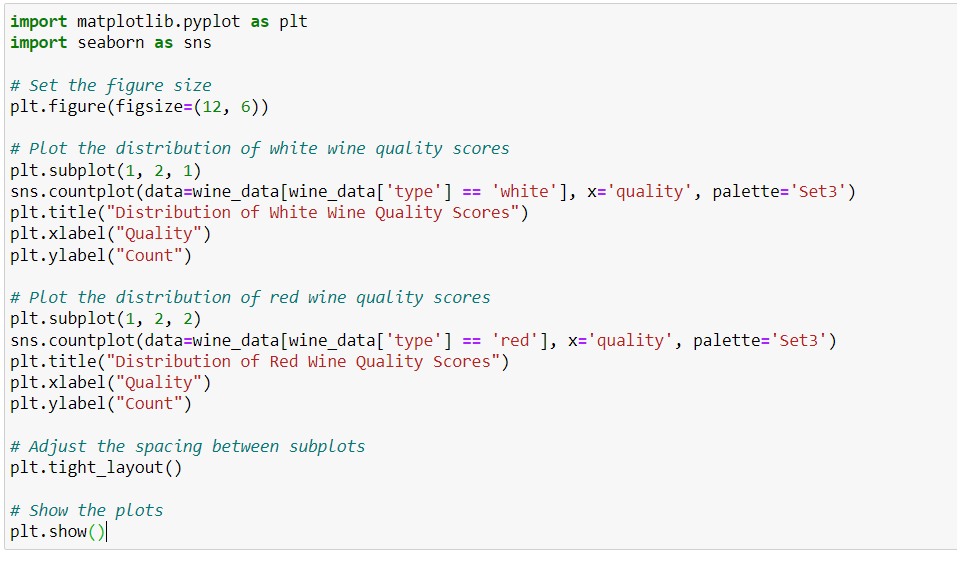 import matplotlib.pyplot as plt
import seaborn as sns
# Set the figure size
plt.figure(figsize=(12, 6))
# Plot the distribution of white wine quality scores
plt.subplot(1, 2, 1)
sns.countplot(data=wine_data[wine_data['type'] == 'white'], x='quality', palette='Set3')
plt.title("Distribution of White Wine Quality Scores")
plt.xlabel("Quality")
plt.ylabel("Count")
# Plot the distribution of red wine quality scores
plt.subplot(1, 2, 2)
sns.countplot(data=wine_data[wine_data['type'] == 'red'], x='quality', palette='Set3')
plt.title("Distribution of Red Wine Quality Scores")
plt.xlabel("Quality")
plt.ylabel("Count")
# Adjust the spacing between subplots
plt.tight_layout()
# Show the plots
plt.show()